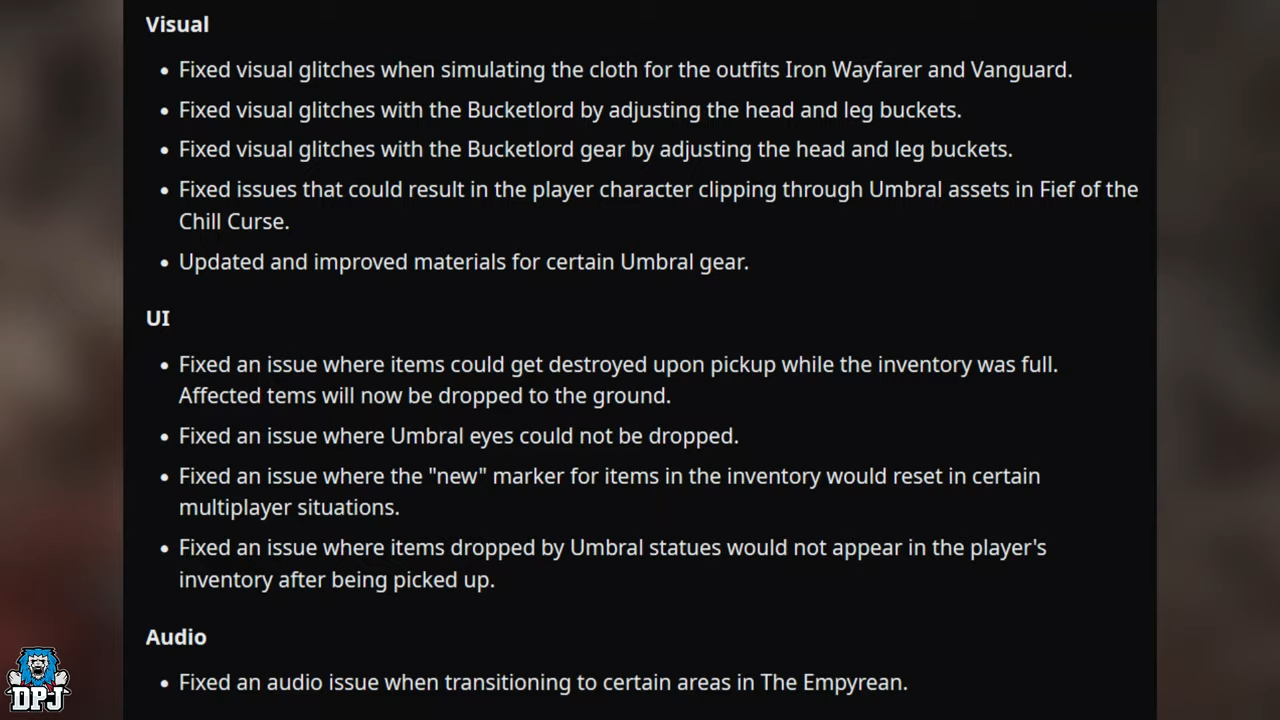 Visual
• Fixed visual glitches when simulating the cloth for the outfits Iron Wayfarer and Vanguard.
• Fixed visual glitches with the Bucketlord by adjusting the head and leg buckets.
• Fixed visual glitches with the Bucketlord gear by adjusting the head and leg buckets.
• Fixed issues that could result in the player character clipping through Umbral assets in Fief of the
Chill Curse.
• Updated and improved materials for certain Umbral gear.
UI
• Fixed an issue where items could get destroyed upon pickup while the inventory was full.
Affected tems will now be dropped to the ground.
• Fixed an issue where Umbral eyes could not be dropped.
• Fixed an issue where the "new" marker for items in the inventory would reset in certain
multiplayer situations.
• Fixed an issue where items dropped by Umbral statues would not appear in the player's
inventory after being picked up.
Audio
• Fixed an audio issue when transitioning to certain areas in The Empyrean.
DPJ